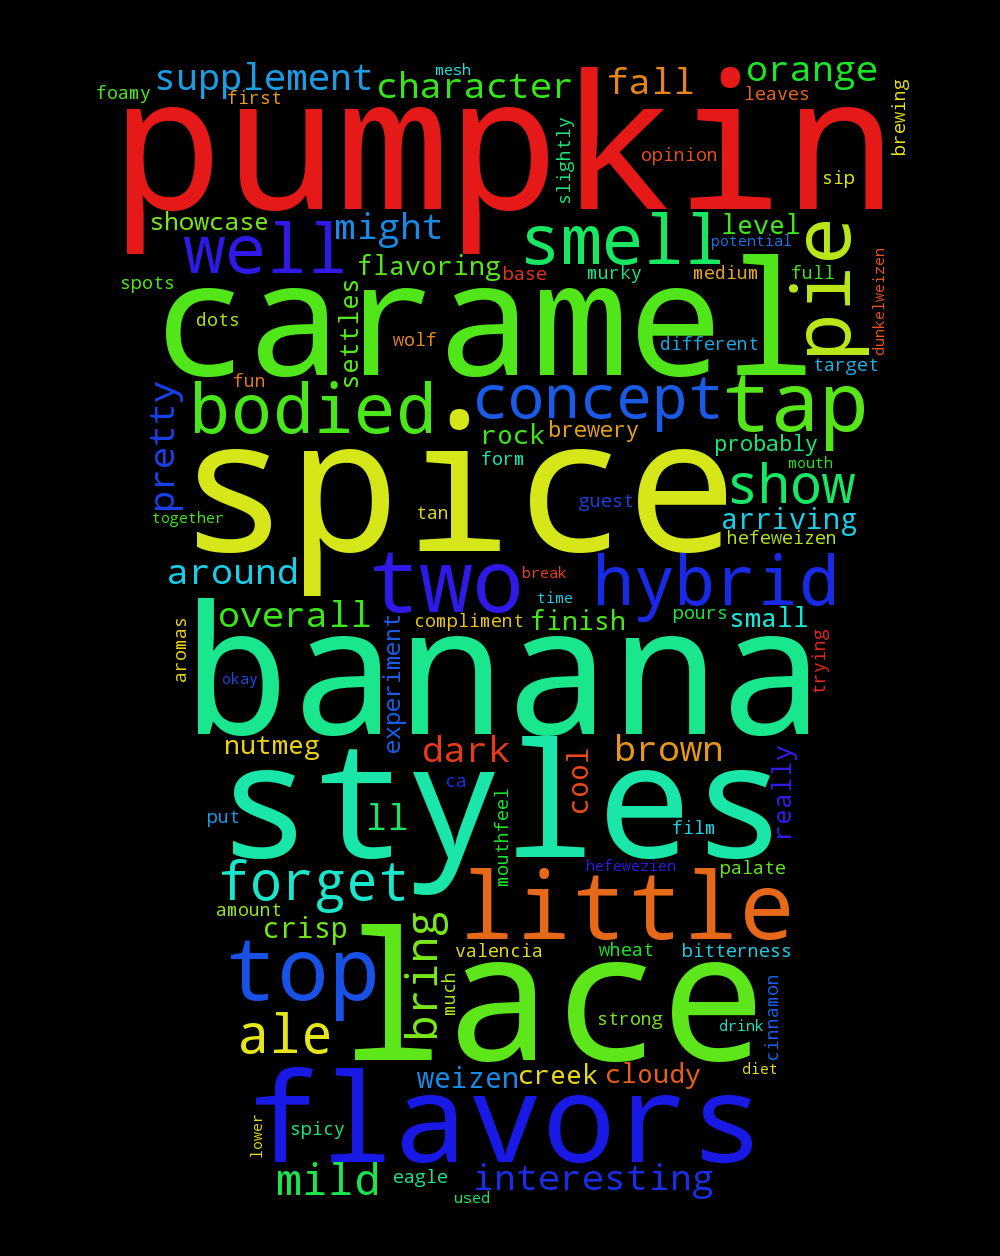 mesh
supplement
character
fall
orange
foamy
first
leaves
brewing
pumpkin
slightly
opinion
sip
showcase
might
well
smell
level
potential
flavoring
base
murky
medium
full
pie
dunkelweizen
spots
settles
caramel
dots
wolf
different
target
fun
pretty
bodied
concept
tap
rock
brewery
probably
form
mouth
spice
show
guest
tan
together
arriving
hefeweizen
around
two
break
hybrid
time
overall
compliment
finish
pours
small
aromas
banana
experiment
trying
okay
nutmeg
dark
brown
cool
really
styles
ca
ll
put
mouthfeel
film
forget
hefewezien
palate
little
amount
crisp
bring
valencia
wheat
bitterness
top
lace
much
cinnamon
ale
strong
drink
weizen
creek
cloudy
diet
flavors
lower
spicy
mild
eagle
interesting
used